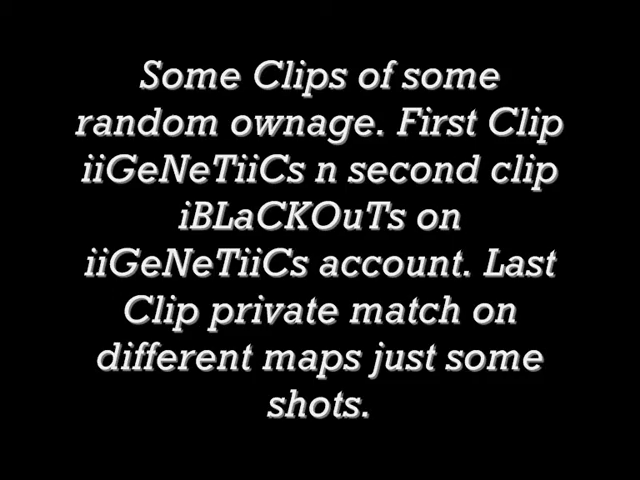 Some Clips of some
random ownage. First Clip
iiGeNeTiiCs n second clip
iBLaCKOuTs on
iiGeNeTiiCs account. Last
Clip private match on
different maps just some
shots.